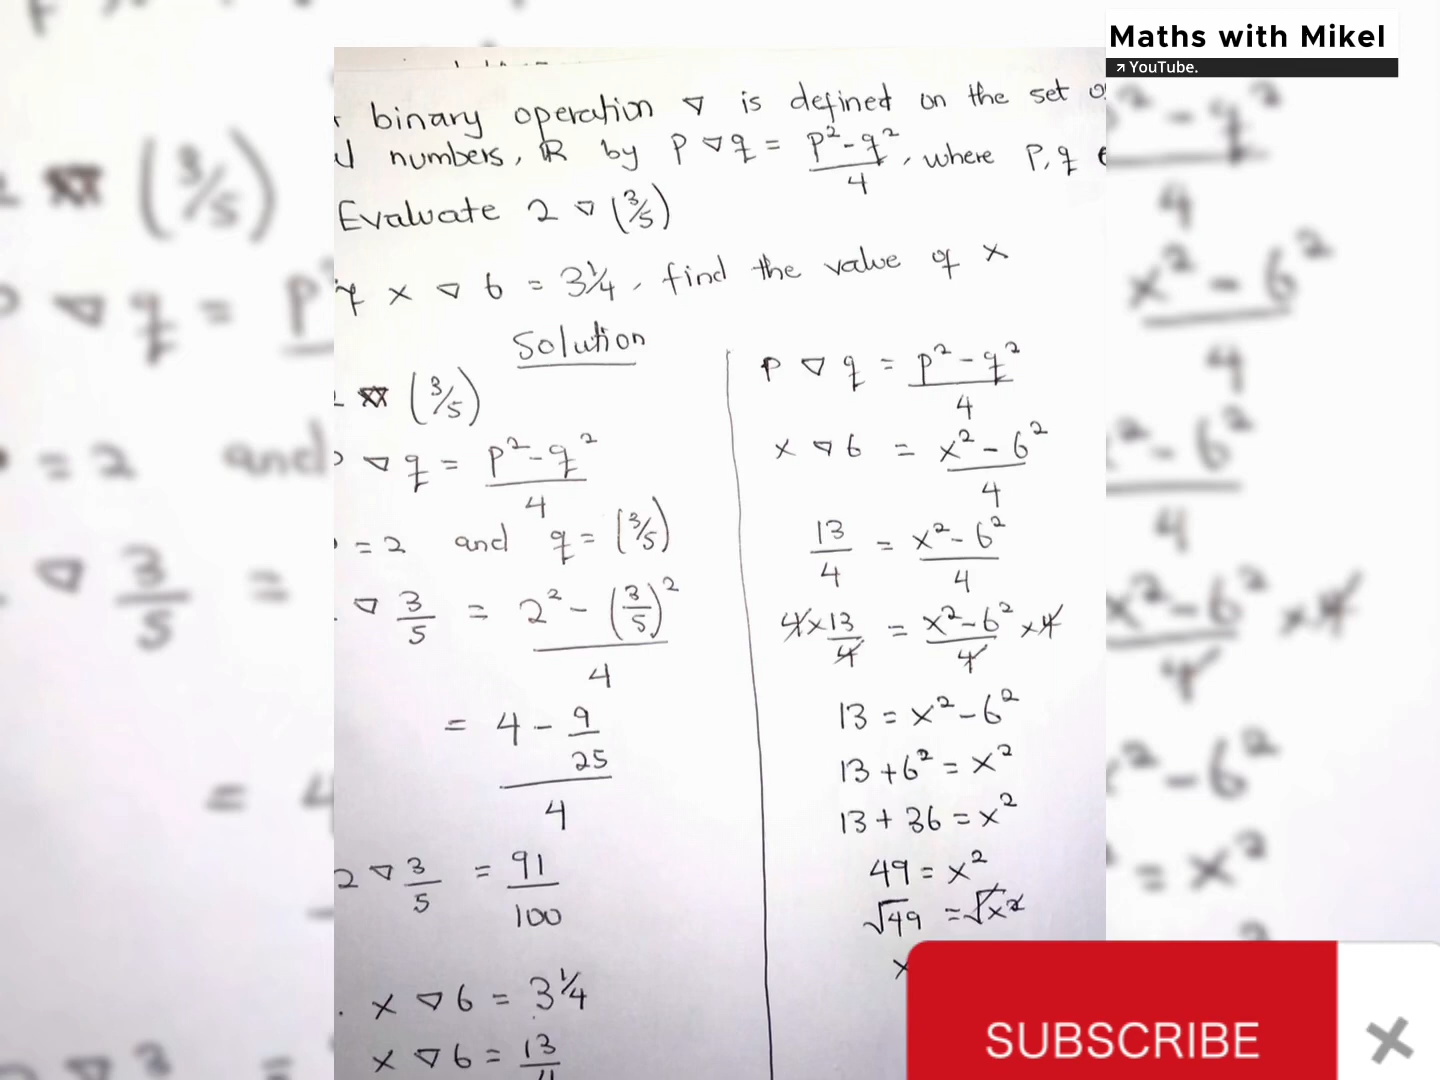 Maths with Mikel
YouTube.
binary operation ▽ is defined on the set
numbers, ℝ by P ▽ q = p² - q² / 4, where P, q
Evaluate 2 ▽ (3/5)
x ▽ 6 = 3 1/4, find the value of x
Solution
(3/5)
▽ q = p² - q² / 4
= 2 and q = (3/5)
▽ 3/5 = 2² - (3/5)² / 4
= 4 - 9/25 / 4
2 ▽ 3/5 = 91/100
x ▽ 6 = 3 1/4
x ▽ 6 = 13
P ▽ q = p² - q² / 4
x ▽ 6 = x² - 6² / 4
13/4 = x² - 6² / 4
4 × 13/4 = x² - 6² / 4 × 4
13 = x² - 6²
13 + 6² = x²
13 + 36 = x²
49 = x²
√49 = √x²
x
SUBSCRIBE